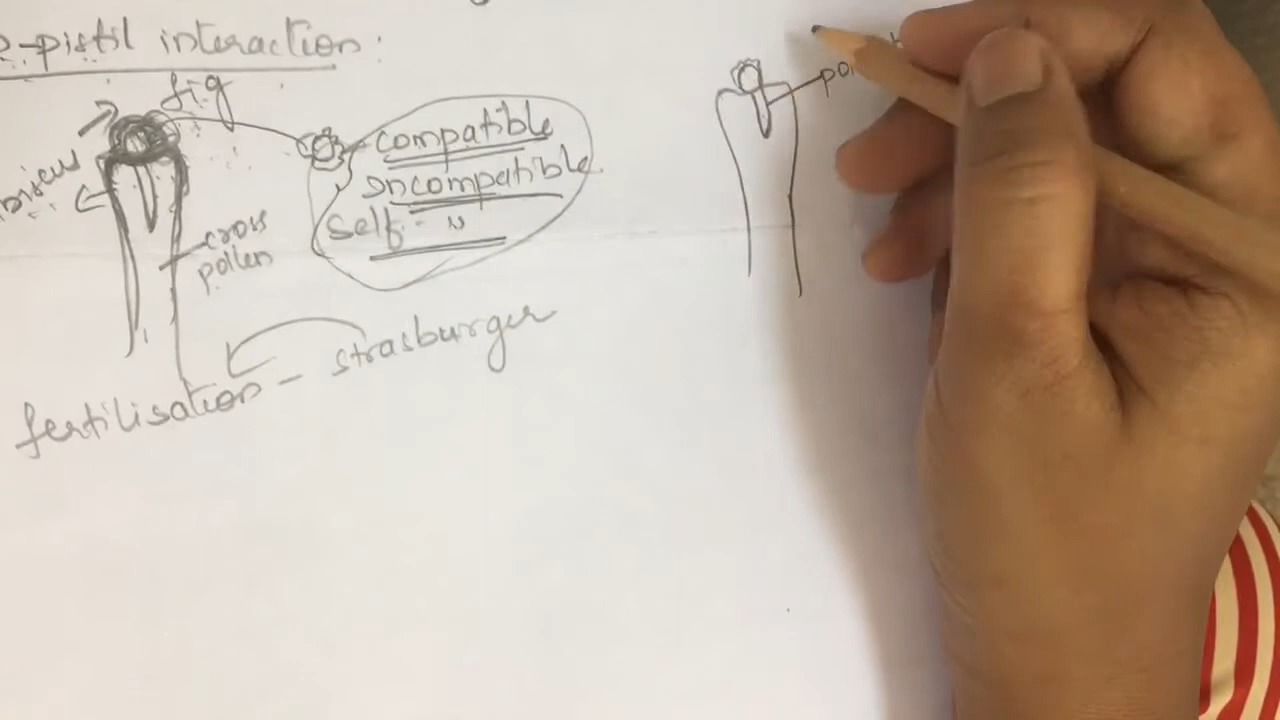 -pistil interaction:
fig
compatible
Incompatible
self - "
cross
pollen
fertilisation - strasburger